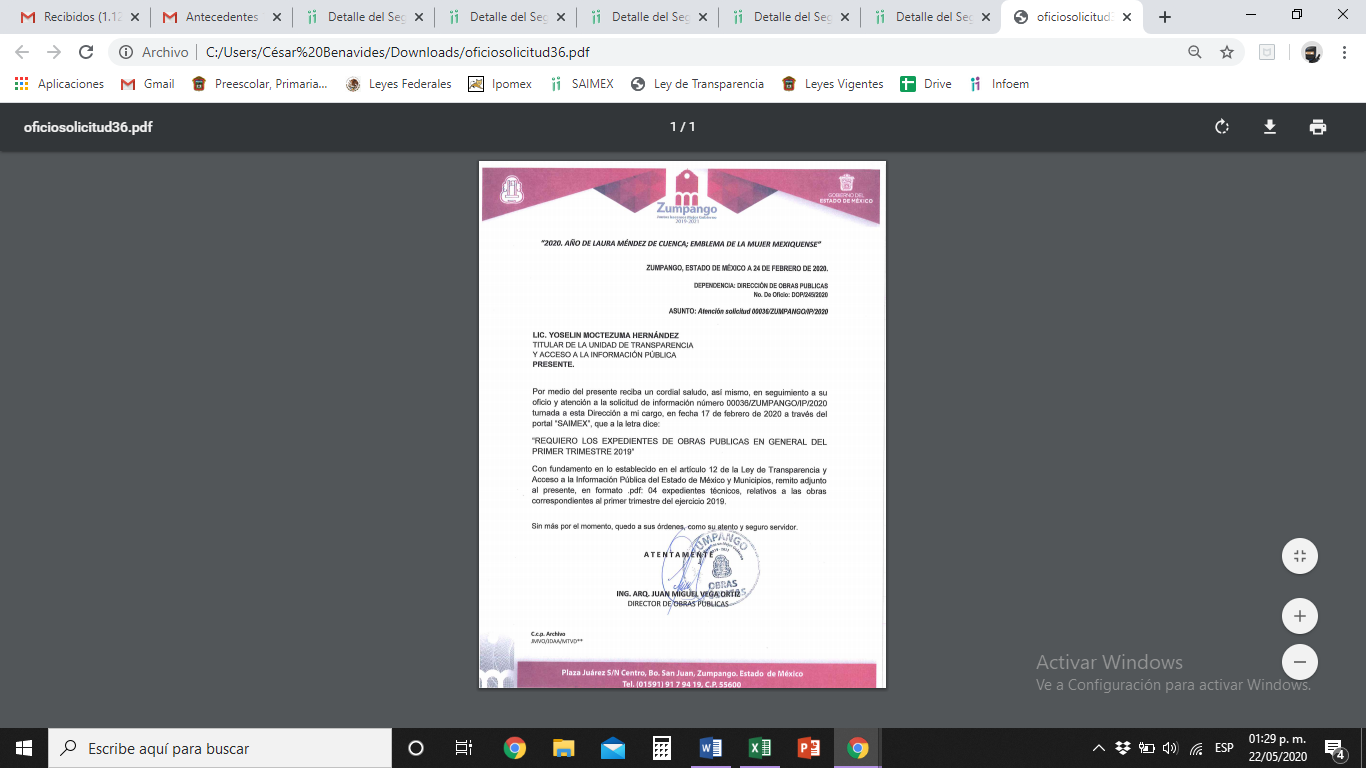 Recibidos (1.12
Antecedentes
Detalle del Seg
Detalle del Seg
Detalle del Seg
Detalle del Seg
Detalle del Seg
oficiosolicitud3
Archivo
C:/Users/César%20Benavides/Downloads/oficiosolicitud36.pdf
Aplicaciones
Gmail
Preescolar, Primaria...
Leyes Federales
Ipomex
SAIMEX
Ley de Transparencia
Leyes Vigentes
Drive
Infoem
oficiosolicitud36.pdf
1 / 1
Zumpango
2019-2021
GOBIERNO DEL
ESTADO DE MÉXICO
"2020. AÑO DE LAURA MÉNDEZ DE CUENCA; EMBLEMA DE LA MUJER MEXIQUENSE"
ZUMPANGO, ESTADO DE MÉXICO A 24 DE FEBRERO DE 2020.
DEPENDENCIA: DIRECCIÓN DE OBRAS PUBLICAS
No. De Oficio: DOP/245/2020
ASUNTO: Atención solicitud 00036/ZUMPANGO/IP/2020
LIC. YOSELIN MOCTEZUMA HERNÁNDEZ
TITULAR DE LA UNIDAD DE TRANSPARENCIA
Y ACCESO A LA INFORMACIÓN PÚBLICA
PRESENTE.
Por medio del presente reciba un cordial saludo, así mismo, en seguimiento a su
oficio y atención a la solicitud de información número 00036/ZUMPANGO/IP/2020
turnada a esta Dirección a mi cargo, en fecha 17 de febrero de 2020 a través del
portal "SAIMEX", que a la letra dice:
"REQUIERO LOS EXPEDIENTES DE OBRAS PUBLICAS EN GENERAL DEL
PRIMER TRIMESTRE 2019"
Con fundamento en lo establecido en el artículo 12 de la Ley de Transparencia y
Acceso a la Información Pública del Estado de México y Municipios, remito adjunto
al presente, en formato .pdf: 04 expedientes técnicos, relativos a las obras
correspondientes al primer trimestre del ejercicio 2019.
Sin más por el momento, quedo a sus órdenes, como su atento y seguro servidor.
ATENTAMENTE
ZUMPANGO
OBRAS
ING. ARQ. JUAN MIGUEL VEGA ORTIZ
DIRECTOR DE OBRAS PUBLICAS
C.c.p. Archivo
JMVO/IDAA/MTVD**
Plaza Juárez S/N Centro, Bo. San Juan, Zumpango. Estado de México
Tel. (01591) 91 7 94 19, C.P. 55600
Activar Windows
Ve a Configuración para activar Windows.
Escribe aquí para buscar
ESP
01:29 p. m.
22/05/2020
4